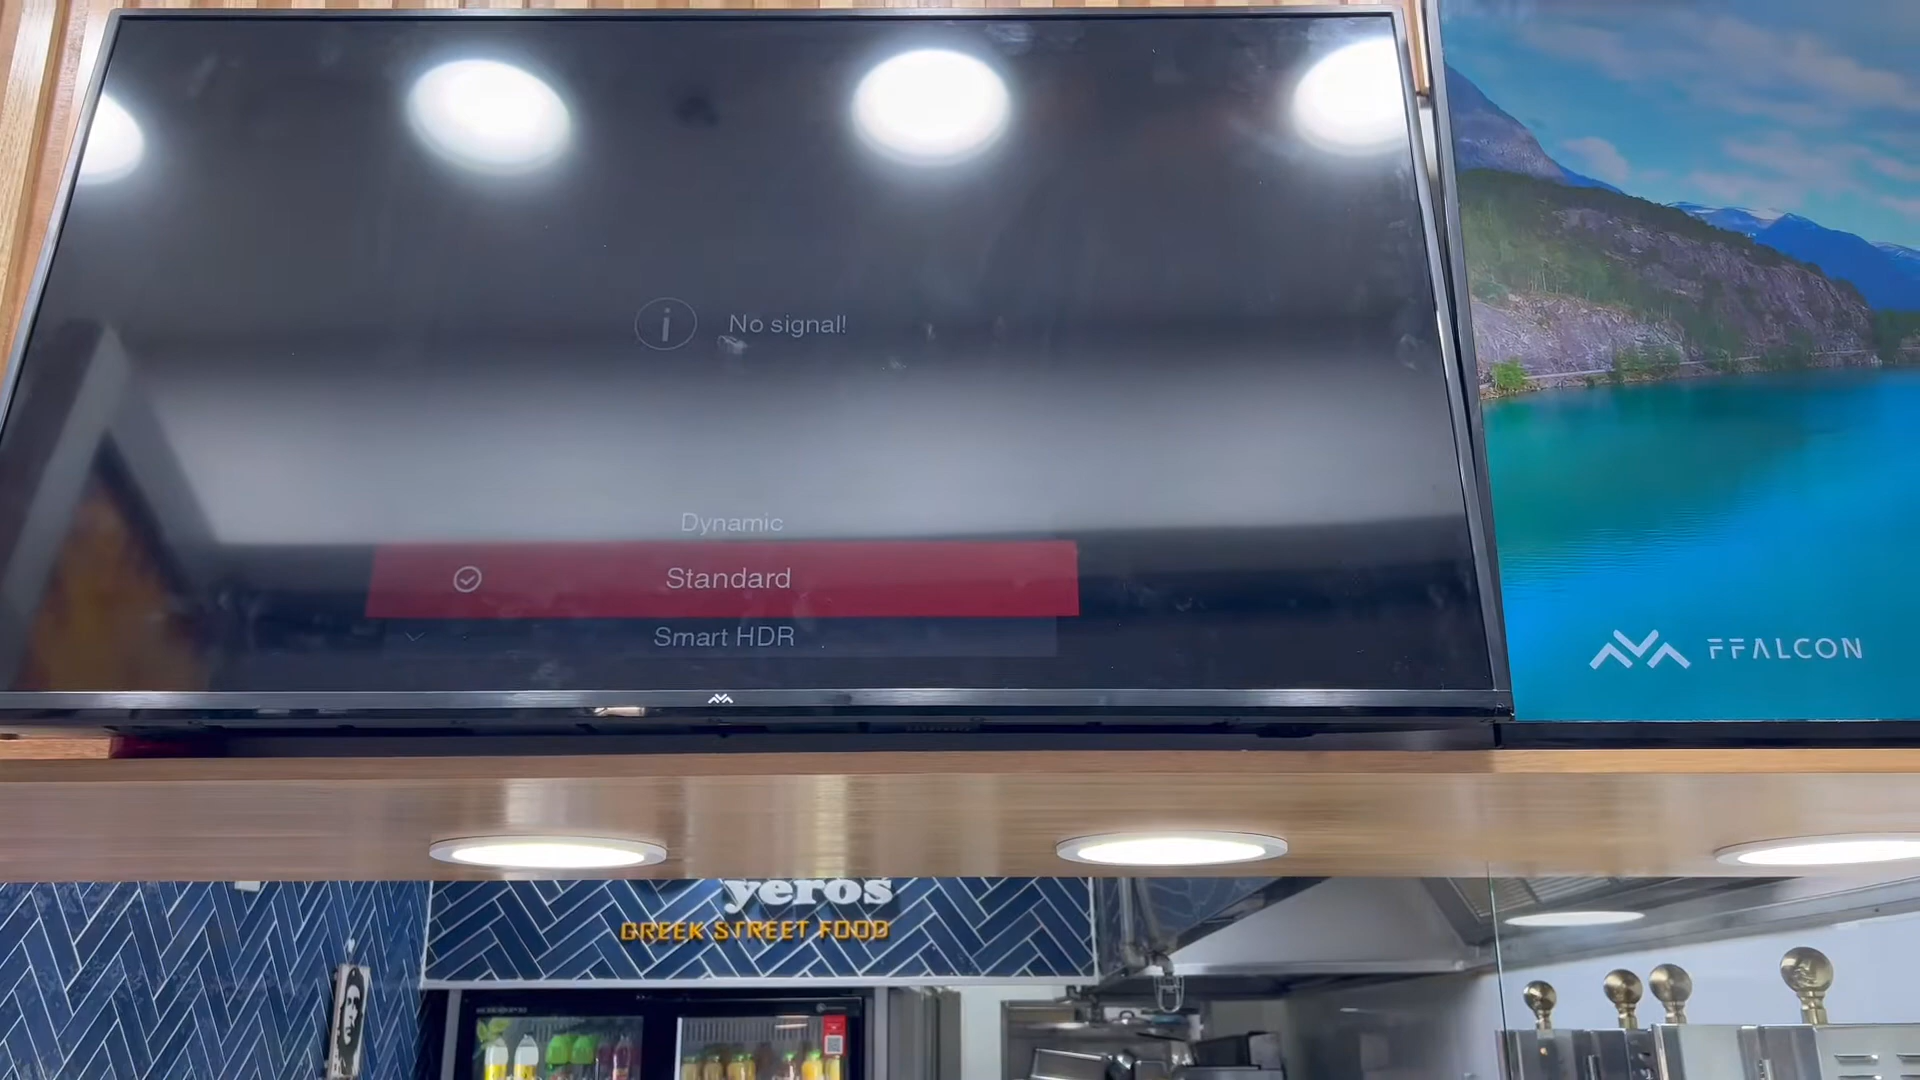 No signal!
Dynamic
Standard
Smart HDR
FFALCON
yeros
GREEK STREET FOOD